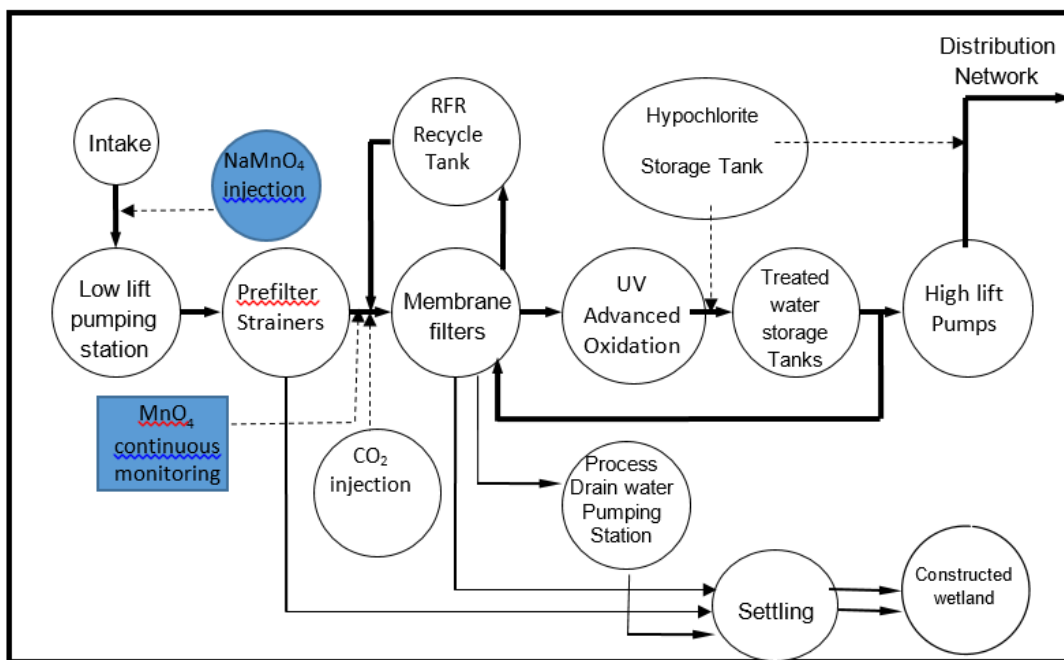 Distribution
Network
Intake
NaMnO₄
injection
RFR
Recycle
Tank
Hypochlorite
Storage Tank
Low lift
pumping
station
Prefilter
Strainers
Membrane
filters
UV
Advanced
Oxidation
Treated
water
storage
Tanks
High lift
Pumps
MnO₄
continuous
monitoring
CO₂
injection
Process
Drain water
Pumping
Station
Settling
Constructed
wetland